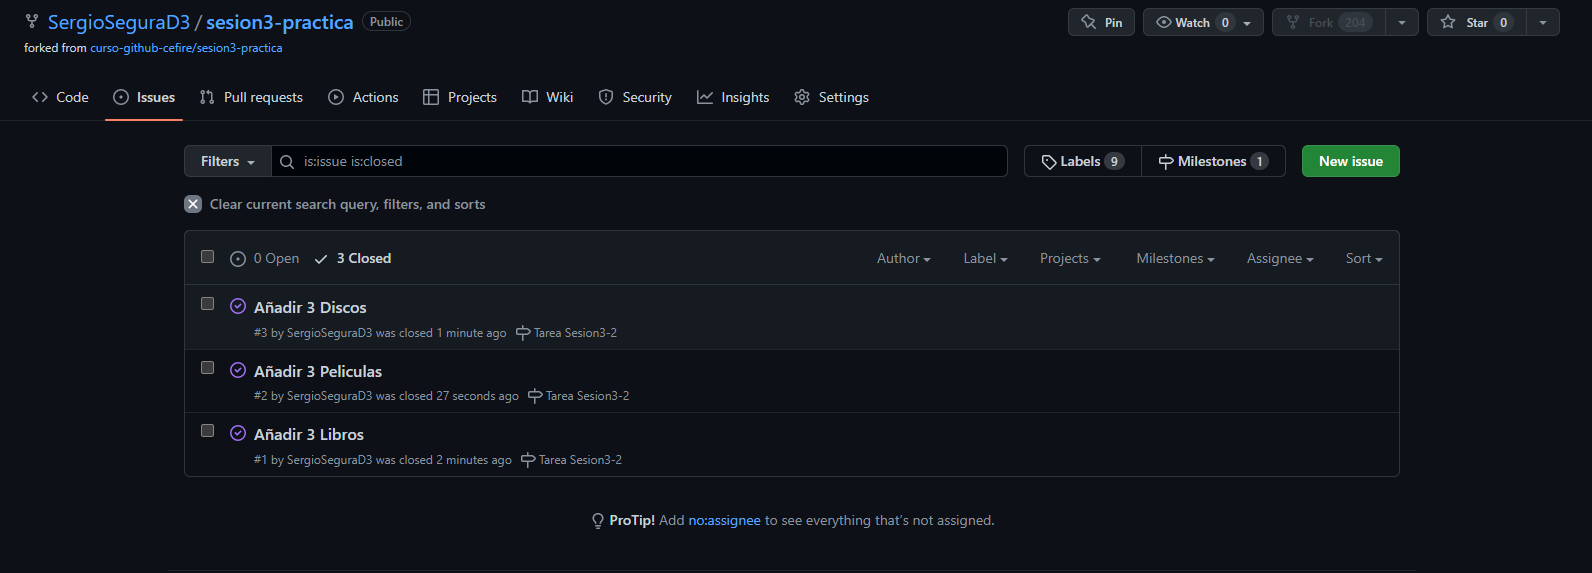 SergioSeguraD3 / sesion3-practica Public
Pin Watch 0 Fork 204 Star 0
forked from curso-github-cefire/sesion3-practica
Code Issues Pull requests Actions Projects Wiki Security Insights Settings
Filters is:issue is:closed Labels 9 Milestones 1 New issue
Clear current search query, filters, and sorts
0 Open 3 Closed Author Label Projects Milestones Assignee Sort
Añadir 3 Discos
#3 by SergioSeguraD3 was closed 1 minute ago Tarea Sesion3-2
Añadir 3 Peliculas
#2 by SergioSeguraD3 was closed 27 seconds ago Tarea Sesion3-2
Añadir 3 Libros
#1 by SergioSeguraD3 was closed 2 minutes ago Tarea Sesion3-2
ProTip! Add no:assignee to see everything that's not assigned.